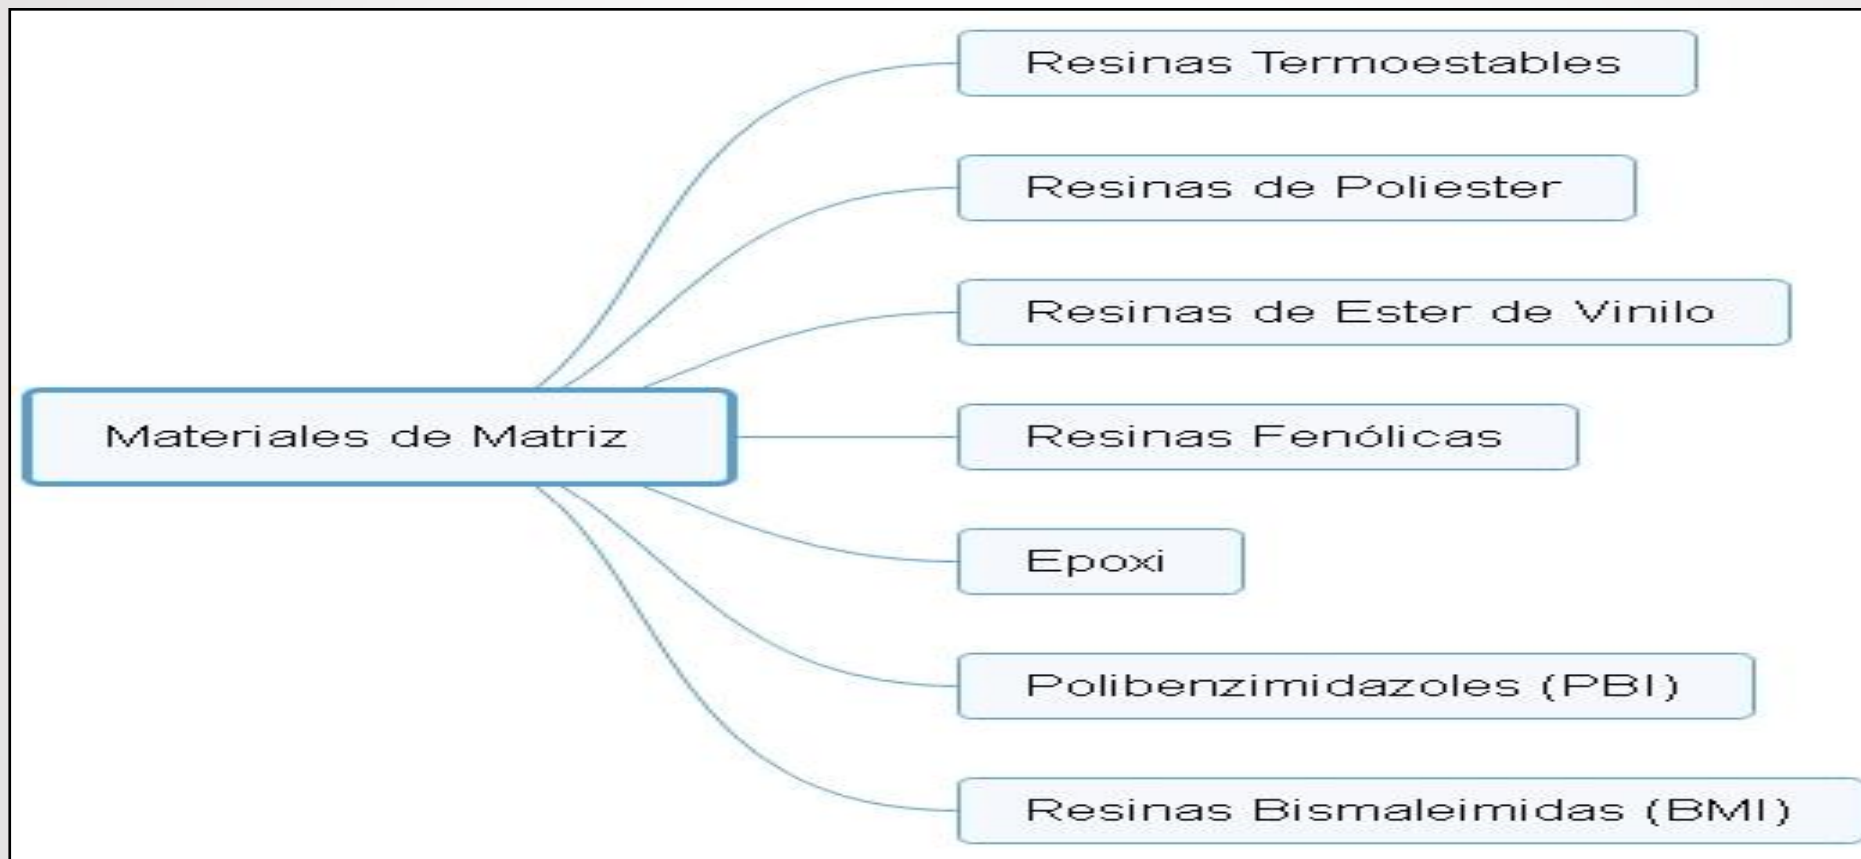 Resinas Termoestables
Resinas de Poliester
Resinas de Ester de Vinilo
Materiales de Matriz
Resinas Fenólicas
Epoxi
Polibenzimidazoles (PBI)
Resinas Bismaleimidas (BMI)